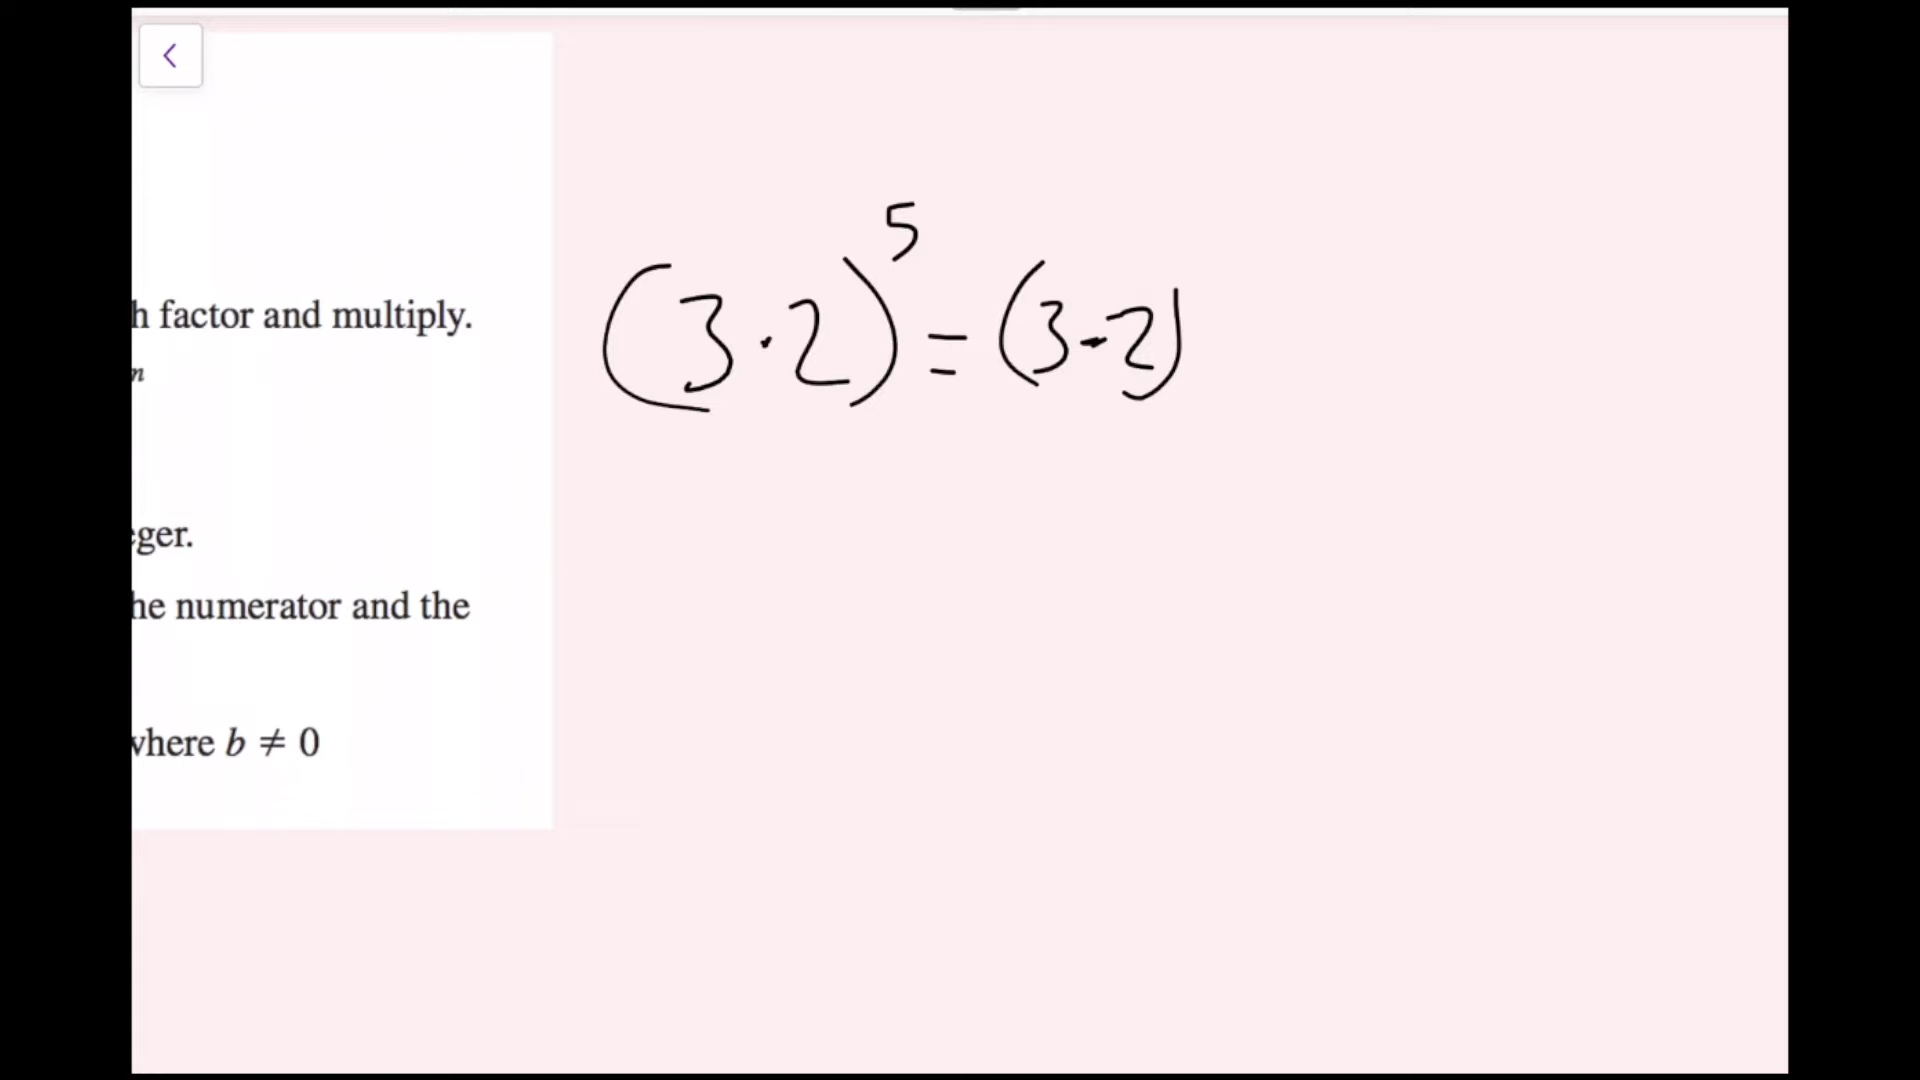 (3·2)⁵ = (3·2)
h factor and multiply.
n
ger.
he numerator and the
where b ≠ 0